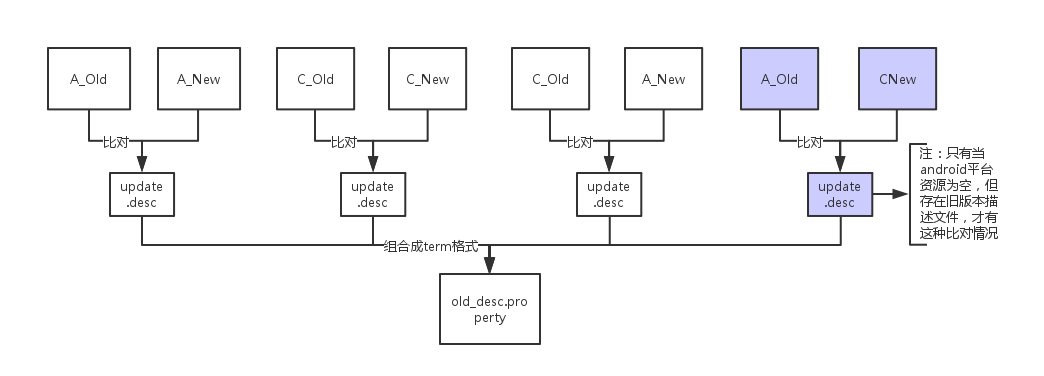 A_Old
A_New
C_Old
C_New
C_Old
A_New
A_Old
CNew
比对
比对
比对
比对
注：只有当
android平台
资源为空，但
存在旧版本描
述文件，才有
这种比对情况
update
.desc
update
.desc
update
.desc
update
.desc
组合成term格式
old_desc.pro
perty